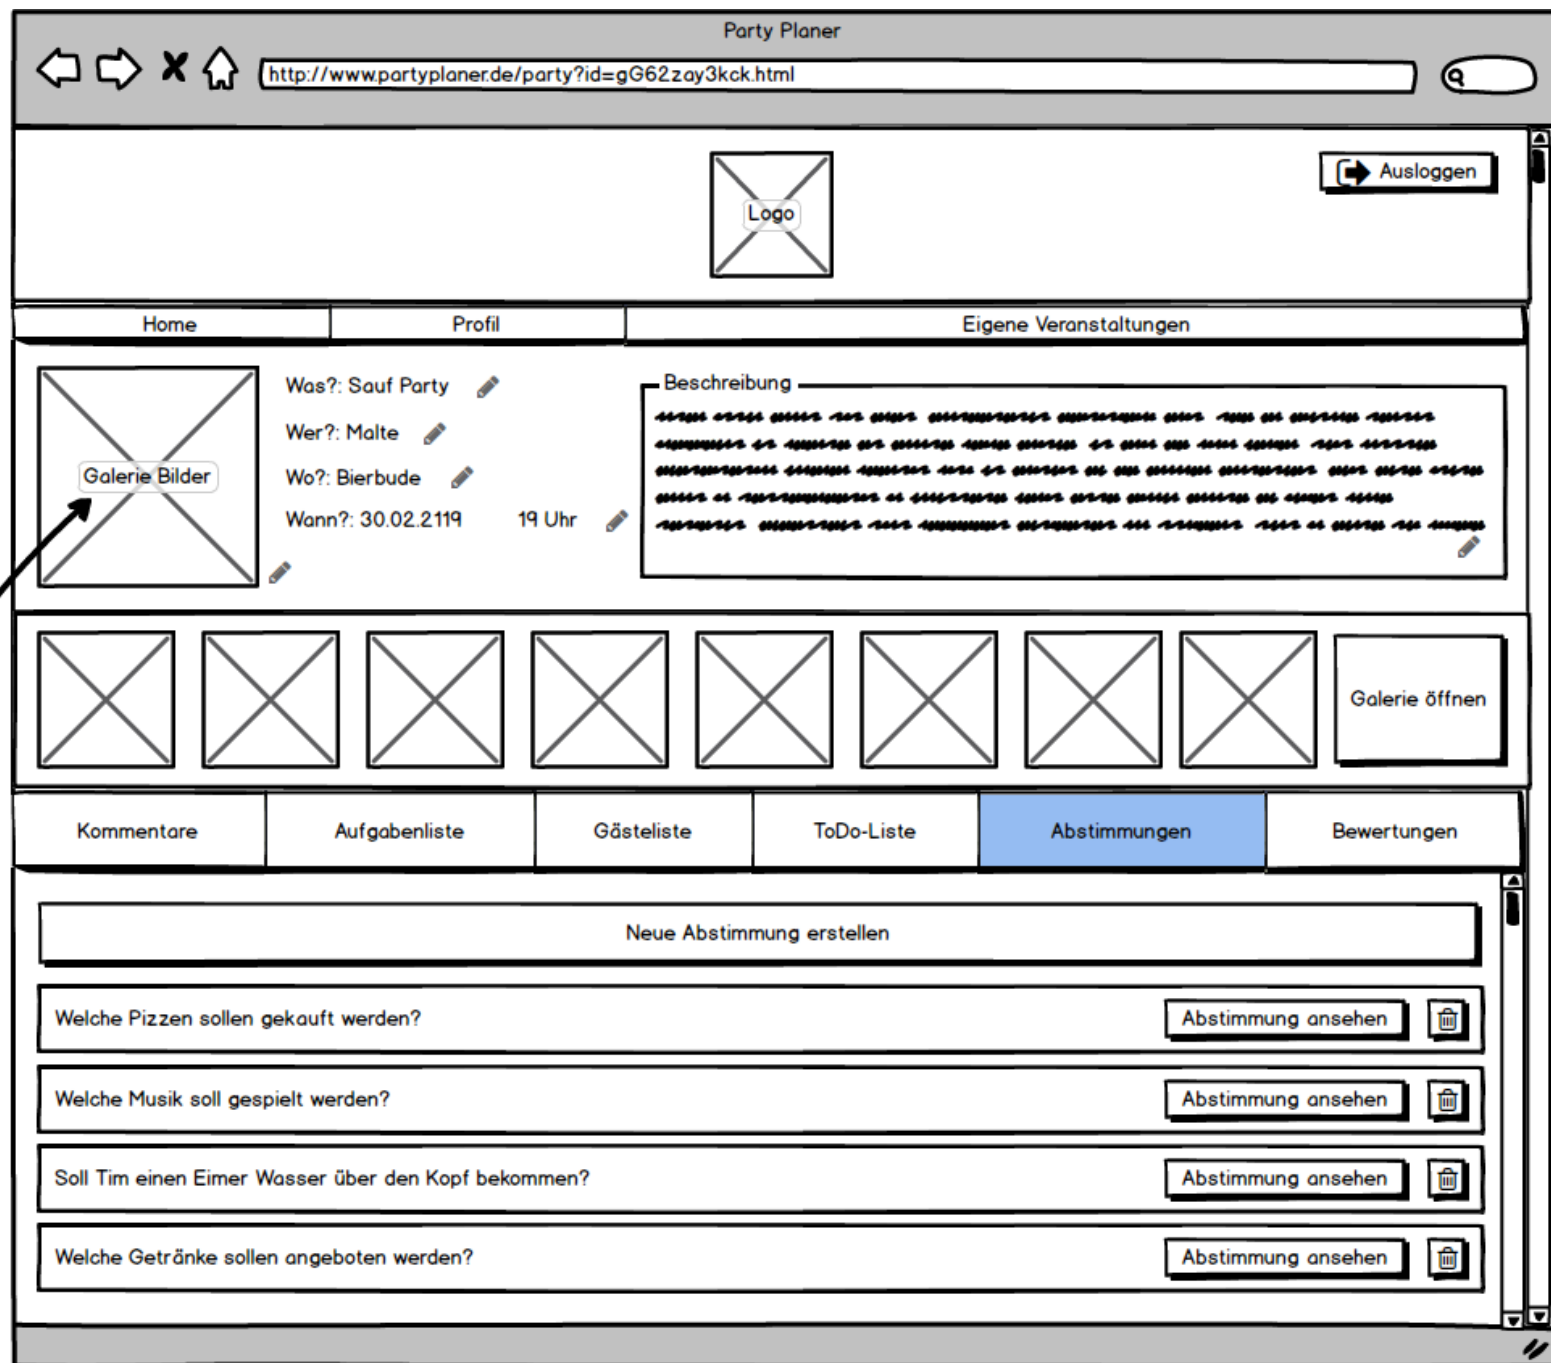 Party Planer
http://www.partyplaner.de/party?id=gG62zay3kck.html
Ausloggen
Logo
Home Profil Eigene Veranstaltungen
Galerie Bilder
Was?: Sauf Party
Wer?: Malte
Wo?: Bierbude
Wann?: 30.02.2119 19 Uhr
Beschreibung
Galerie öffnen
Kommentare Aufgabenliste Gästeliste ToDo-Liste Abstimmungen Bewertungen
Neue Abstimmung erstellen
Welche Pizzen sollen gekauft werden? Abstimmung ansehen
Welche Musik soll gespielt werden? Abstimmung ansehen
Soll Tim einen Eimer Wasser über den Kopf bekommen? Abstimmung ansehen
Welche Getränke sollen angeboten werden? Abstimmung ansehen